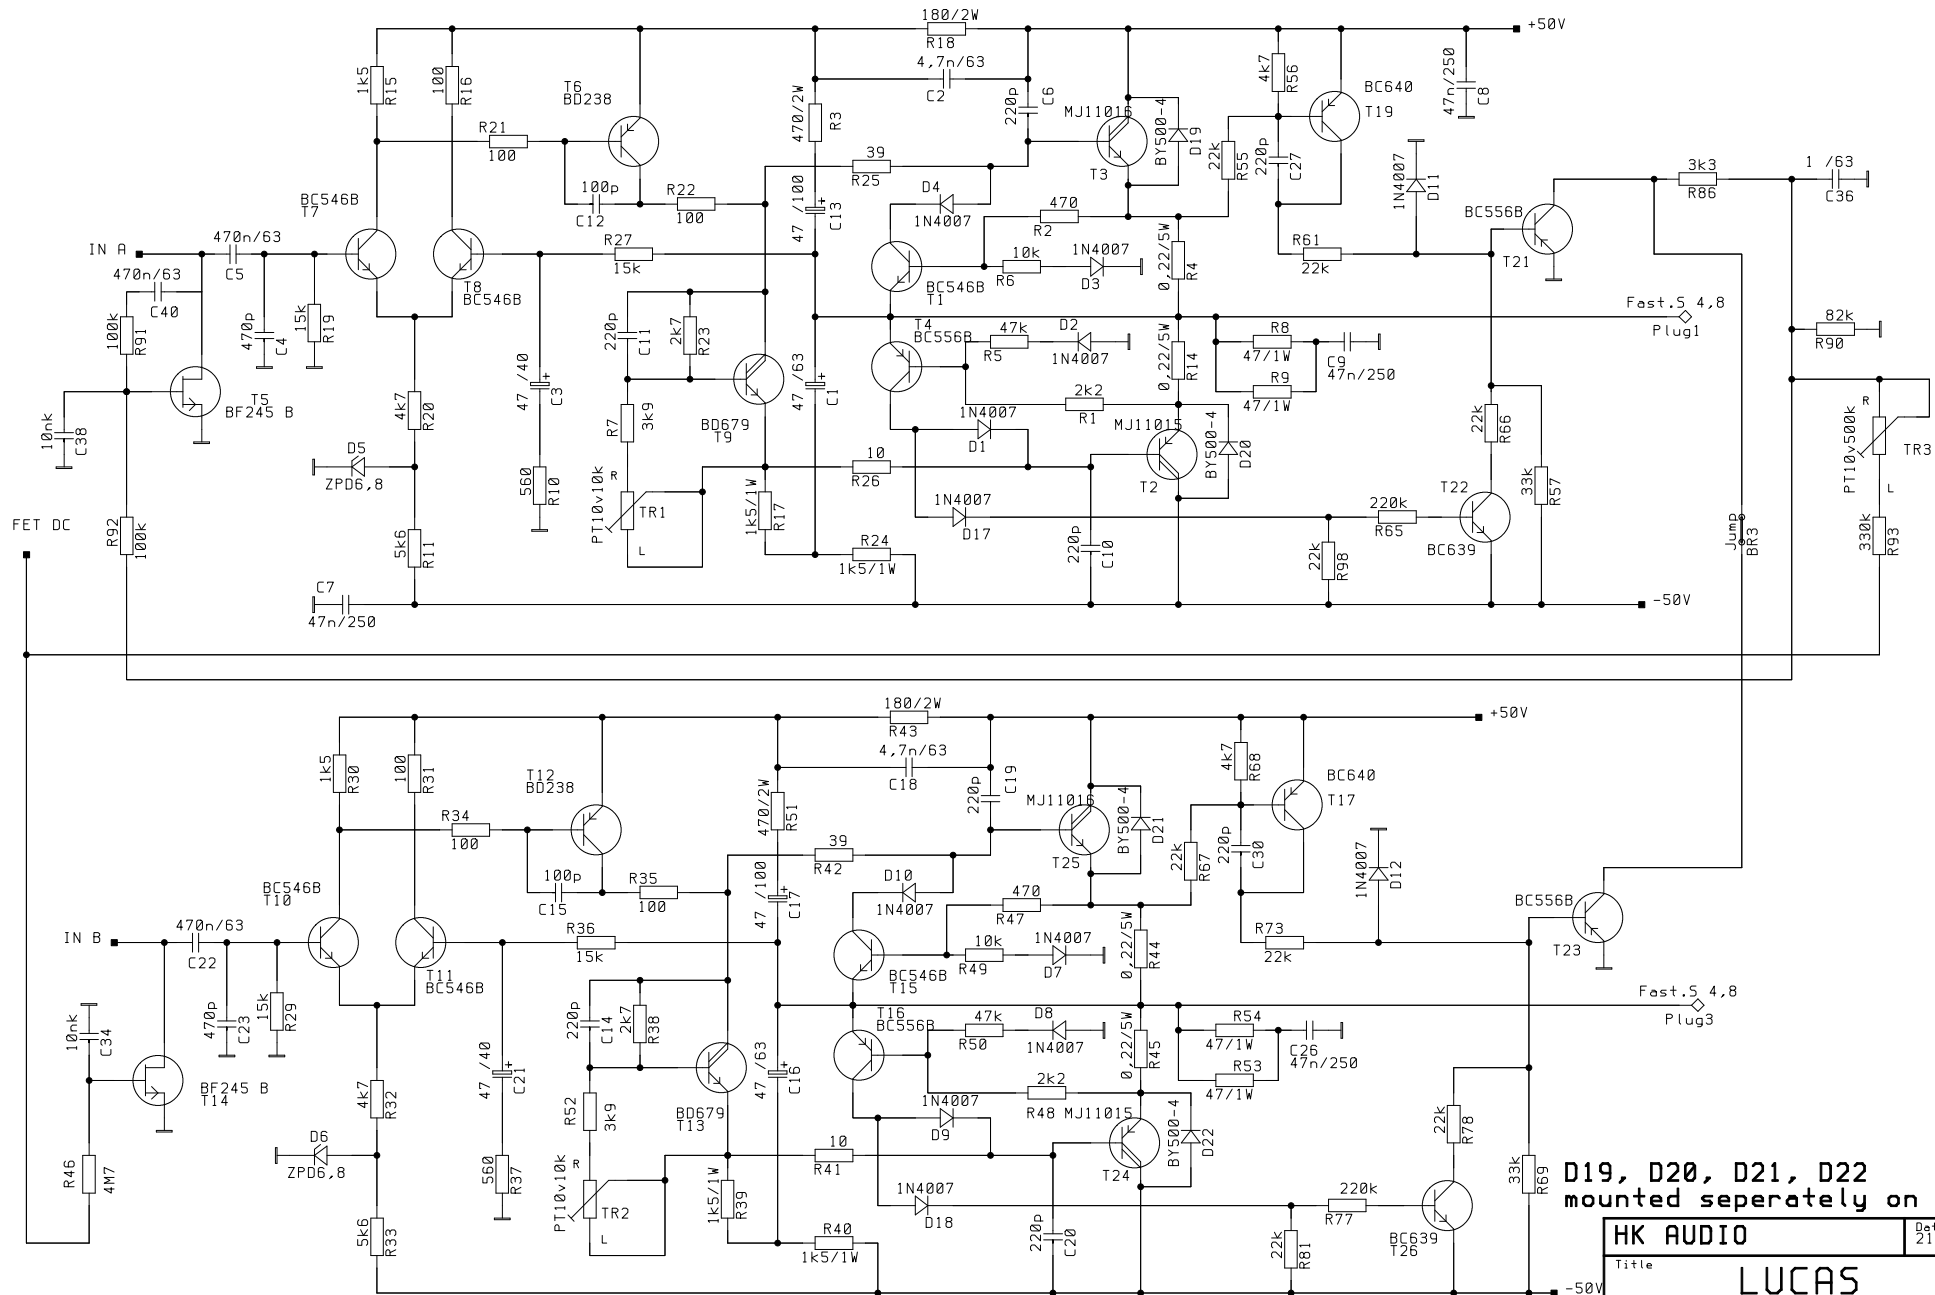 180/2W
R18
+50V
4,7n/63
C2
1k5
R15
100
R16
T6
BD238
470/2W
R3
220p
C6
MJ11016
T3
BY500-4
D19
4k7
R56
BC640
T19
47n/250
C8
R21
100
39
R25
22k
R55
220p
C27
1N4007
D11
3k3
R86
1 /63
C36
100p
C12
R22
100
47 /100
C13
D4
1N4007
470
R2
BC546B
T7
IN A
470n/63
C5
470n/63
C40
T8
BC546B
R27
15k
BC546B
T1
10k
R6
1N4007
D3
0,22/5W
R4
R61
22k
BC556B
T21
100k
R91
470p
C4
15k
R19
220p
C11
2k7
R23
T4
BC556B
47k
R5
D2
1N4007
0,22/5W
R14
R8
47/1W
R9
47/1W
C9
47n/250
Fast.S 4,8
Plug1
82k
R90
T5
BF245 B
10nk
C38
4k7
R20
47 /40
C3
R7
3k9
BD679
T9
47 /63
C1
1N4007
D1
2k2
R1
MJ11015
T2
BY500-4
D20
22k
R66
R
PT10v500k
TR3
L
D5
ZPD6,8
560
R10
PT10v10k
R
TR1
L
1k5/1W
R17
10
R26
1N4007
D17
220k
R65
T22
BC639
33k
R57
FET DC
R92
100k
5k6
R11
R24
1k5/1W
220p
C10
22k
R98
Jump
BR3
330k
R93
C7
47n/250
-50V
180/2W
R43
+50V
4,7n/63
C18
1k5
R30
100
R31
T12
BD238
470/2W
R51
220p
C19
MJ11016
T25
BY500-4
D21
4k7
R68
BC640
T17
R34
100
39
R42
22k
R67
220p
C30
1N4007
D12
100p
C15
R35
100
47 /100
C17
D10
1N4007
470
R47
BC546B
T10
BC556B
T23
IN B
470n/63
C22
T11
BC546B
R36
15k
BC546B
T15
10k
R49
1N4007
D7
0,22/5W
R44
R73
22k
10nk
C34
470p
C23
15k
R29
220p
C14
2k7
R38
T16
BC556B
47k
R50
D8
1N4007
0,22/5W
R45
R54
47/1W
R53
47/1W
C26
47n/250
Fast.S 4,8
Plug3
BF245 B
T14
4k7
R32
47 /40
C21
R52
3k9
BD679
T13
47 /63
C16
1N4007
D9
2k2
R48
MJ11015
T24
BY500-4
D22
22k
R78
D6
ZPD6,8
R46
4M7
560
R37
PT10v10k
R
TR2
L
1k5/1W
R39
10
R41
1N4007
D18
220k
R77
BC639
T26
33k
R69
5k6
R33
R40
1k5/1W
220p
C20
22k
R81
-50V
D19, D20, D21, D22
mounted seperately on
HK AUDIO
Dat
21
Title
LUCAS